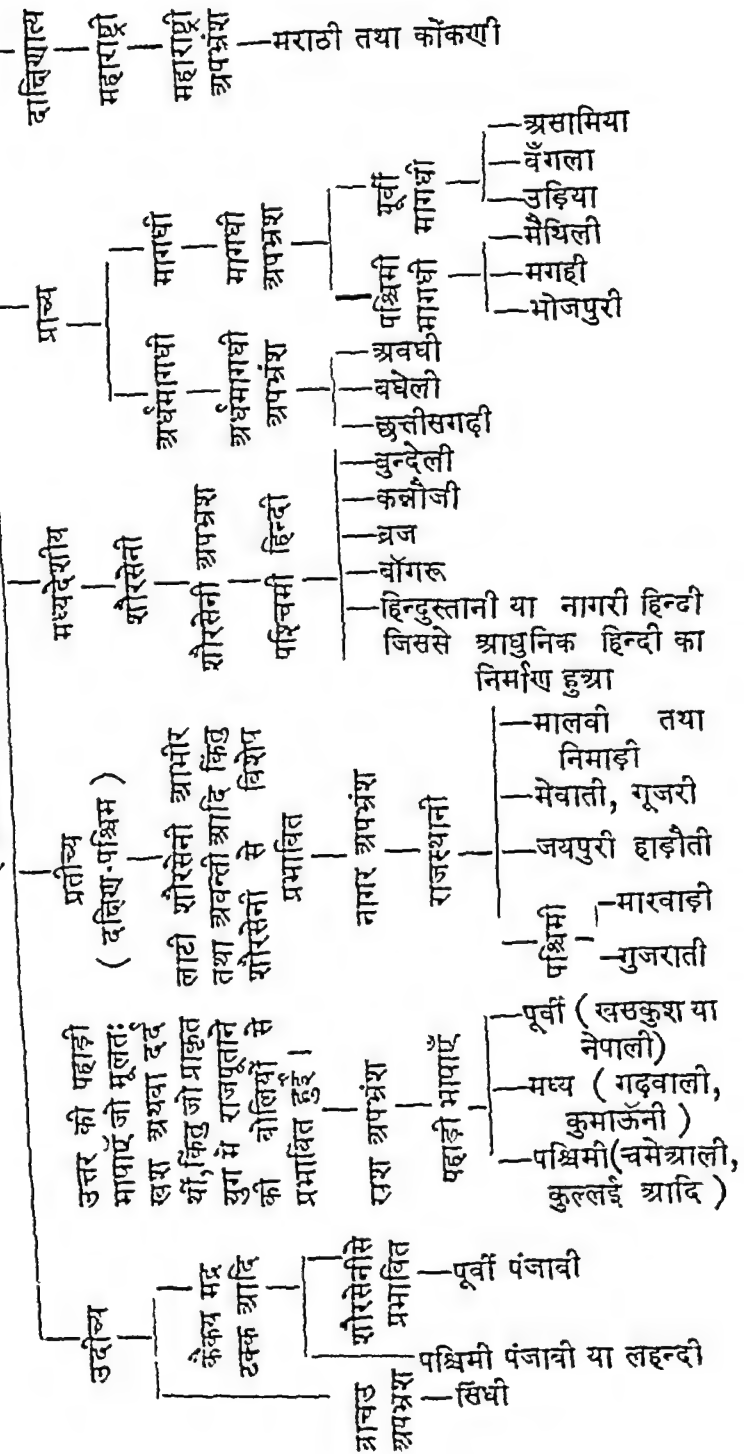 दाक्षिणात्य
महाराष्ट्री
महाराष्ट्री
अपभ्रंश
मराठी तथा कोंकणी
प्राच्य
मागधी
मागधी
अपभ्रंश
पूर्वी
मागधी
असामिया
बँगला
उड़िया
पश्चिमी
मागधी
मैथिली
मगही
भोजपुरी
अर्धमागधी
अर्धमागधी
अपभ्रंश
अवधी
बघेली
छत्तीसगढ़ी
मध्यदेशीय
शौरसेनी
शौरसेनी अपभ्रंश
पश्चिमी हिन्दी
बुन्देली
कन्नौजी
ब्रज
बाँगरू
हिन्दुस्तानी या नागरी हिन्दी
जिससे आधुनिक हिन्दी का
निर्माण हुआ
प्रतीच्य
( दक्षिण-पश्चिम )
लाटी शौरसेनी आभीर
तथा अवन्ती आदि किंतु
शौरसेनी से विशेष
प्रभावित
नागर अपभ्रंश
राजस्थानी
मालवी तथा
निमाड़ी
मेवाती, गूजरी
जयपुरी हाड़ौती
पश्चिमी
मारवाड़ी
गुजराती
उत्तर की पहाड़ी
भाषाएँ जो मूलतः
खश अथवा दर्द
थीं, किंतु जो प्राकृत
युग में राजपूताने
की बोलियों से
प्रभावित हुईं ।
खश अपभ्रंश
पहाड़ी भाषाएँ
पूर्वी ( खसकुश या
नेपाली)
मध्य ( गढ़वाली,
कुमाऊँनी )
पश्चिमी(चमेआली,
कुल्लई आदि )
उदीच्य
कैकय मद्र
टक्क आदि
शौरसेनीसे
प्रभावित
पूर्वी पंजाबी
पश्चिमी पंजाबी या लहन्दी
व्राचड
अपभ्रंश
सिंधी